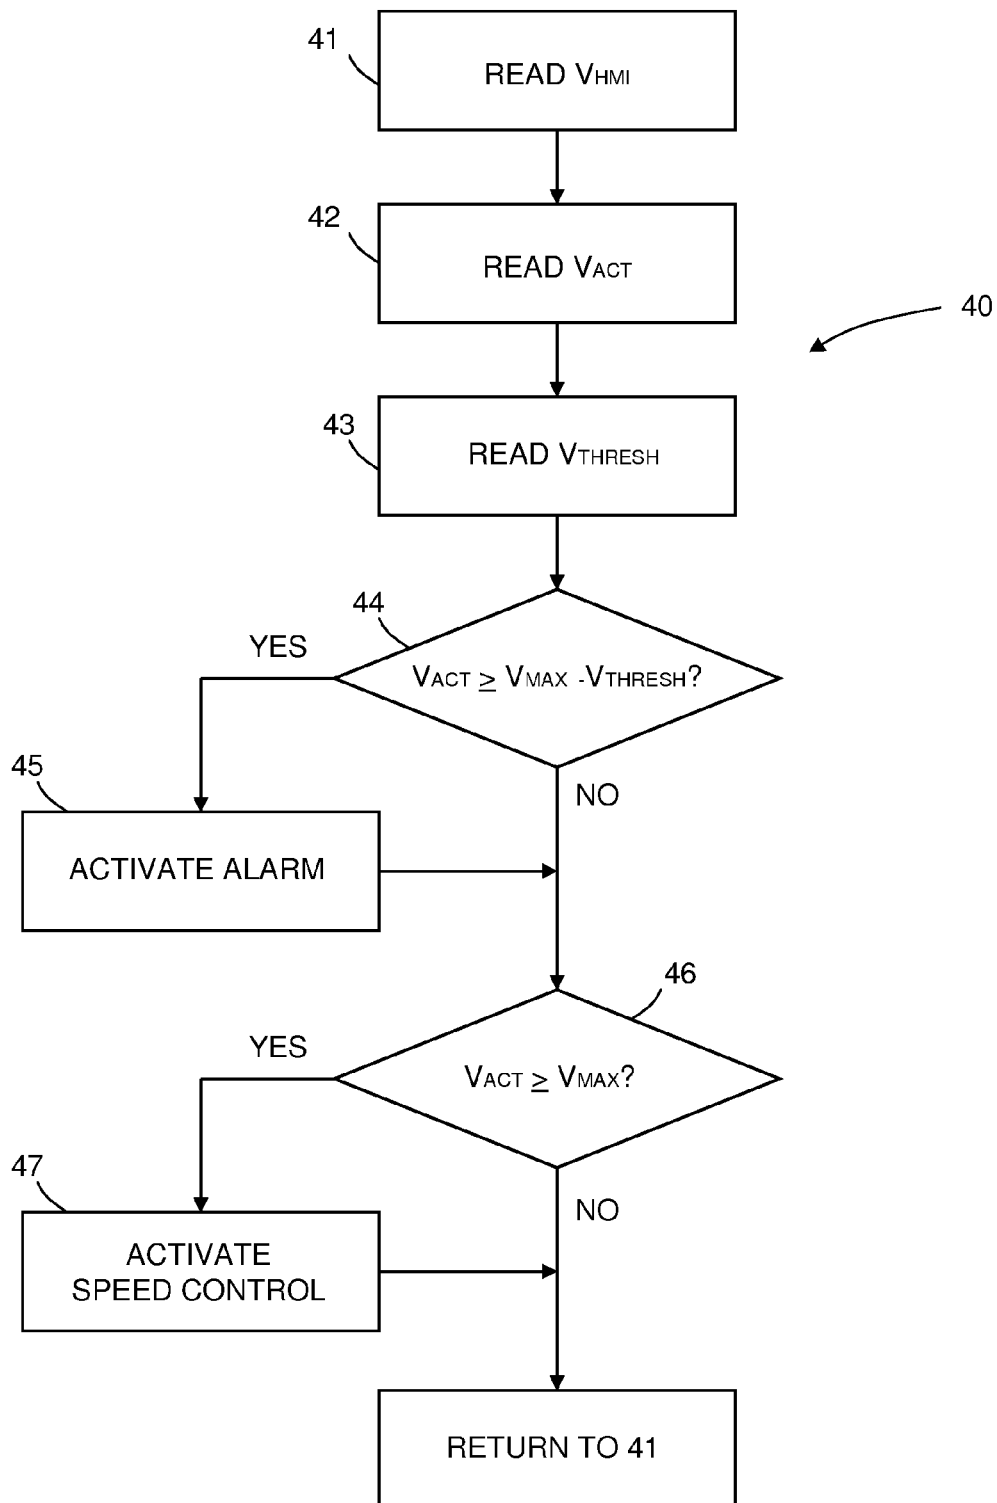 41
READ VHMI
42
READ VACT
40
43
READ VTHRESH
44
YES
VACT ≥ VMAX -VTHRESH?
45
NO
ACTIVATE ALARM
46
YES
VACT ≥ VMAX?
47
NO
ACTIVATE
SPEED CONTROL
RETURN TO 41